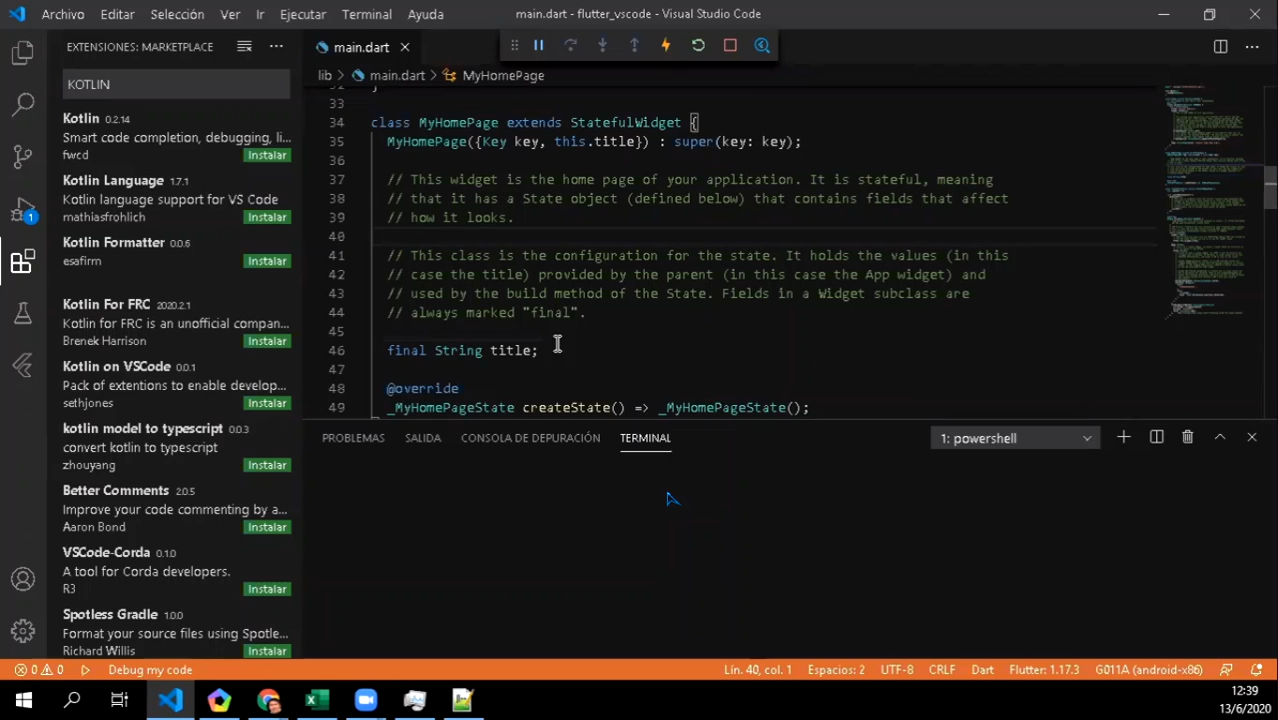 Archivo Editar Selección Ver Ir Ejecutar Terminal Ayuda main.dart - flutter_vscode - Visual Studio Code
EXTENSIONES: MARKETPLACE
KOTLIN
Kotlin 0.2.14
Smart code completion, debugging, li...
fwcd Instalar
Kotlin Language 1.7.1
Kotlin language support for VS Code
mathiasfrohlich Instalar
Kotlin Formatter 0.0.6
esafirm Instalar
Kotlin For FRC 2020.2.1
Kotlin for FRC is an unofficial compan...
Brenek Harrison Instalar
Kotlin on VSCode 0.0.1
Pack of extentions to enable develop...
sethjones Instalar
kotlin model to typescript 0.0.3
convert kotlin to typescript
zhouyang Instalar
Better Comments 2.0.5
Improve your code commenting by a...
Aaron Bond Instalar
VSCode-Corda 0.1.0
A tool for Corda developers.
R3 Instalar
Spotless Gradle 1.0.0
Format your source files using Spotle...
Richard Willis Instalar
1
main.dart
lib > main.dart > MyHomePage
32 }
33
34 class MyHomePage extends StatefulWidget {
35 MyHomePage({Key key, this.title}) : super(key: key);
36
37 // This widget is the home page of your application. It is stateful, meaning
38 // that it has a State object (defined below) that contains fields that affect
39 // how it looks.
40
41 // This class is the configuration for the state. It holds the values (in this
42 // case the title) provided by the parent (in this case the App widget) and
43 // used by the build method of the State. Fields in a Widget subclass are
44 // always marked "final".
45
46 final String title;
47
48 @override
49 _MyHomePageState createState() => _MyHomePageState();
PROBLEMAS SALIDA CONSOLA DE DEPURACIÓN TERMINAL 1: powershell
0 0 Debug my code Lín. 40, col. 1 Espacios: 2 UTF-8 CRLF Dart Flutter: 1.17.3 G011A (android-x86)
12:39
13/6/2020